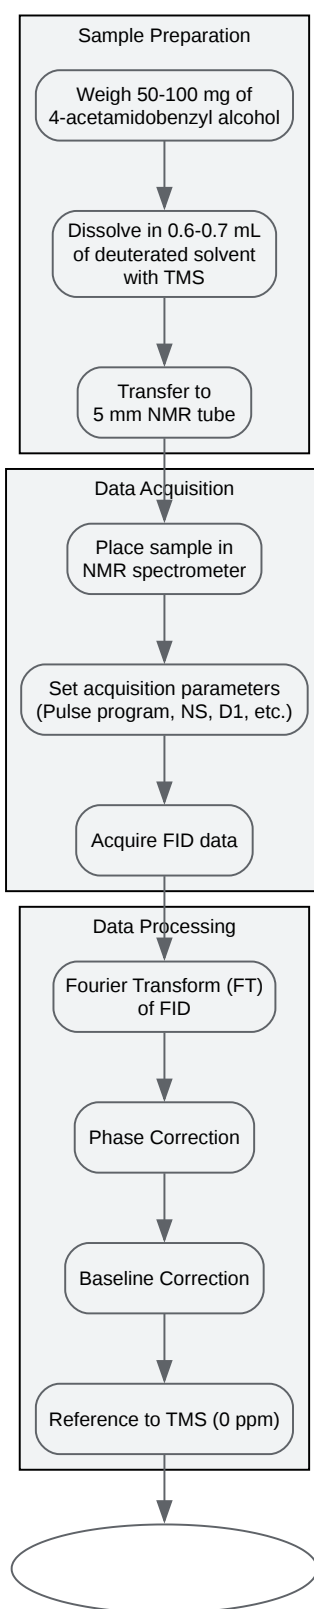 Sample Preparation
Weigh 50-100 mg of
4-acetamidobenzyl alcohol
Dissolve in 0.6-0.7 mL
of deuterated solvent
with TMS
Transfer to
5 mm NMR tube
Data Acquisition
Place sample in
NMR spectrometer
Set acquisition parameters
(Pulse program, NS, D1, etc.)
Acquire FID data
Data Processing
Fourier Transform (FT)
of FID
Phase Correction
Baseline Correction
Reference to TMS (0 ppm)